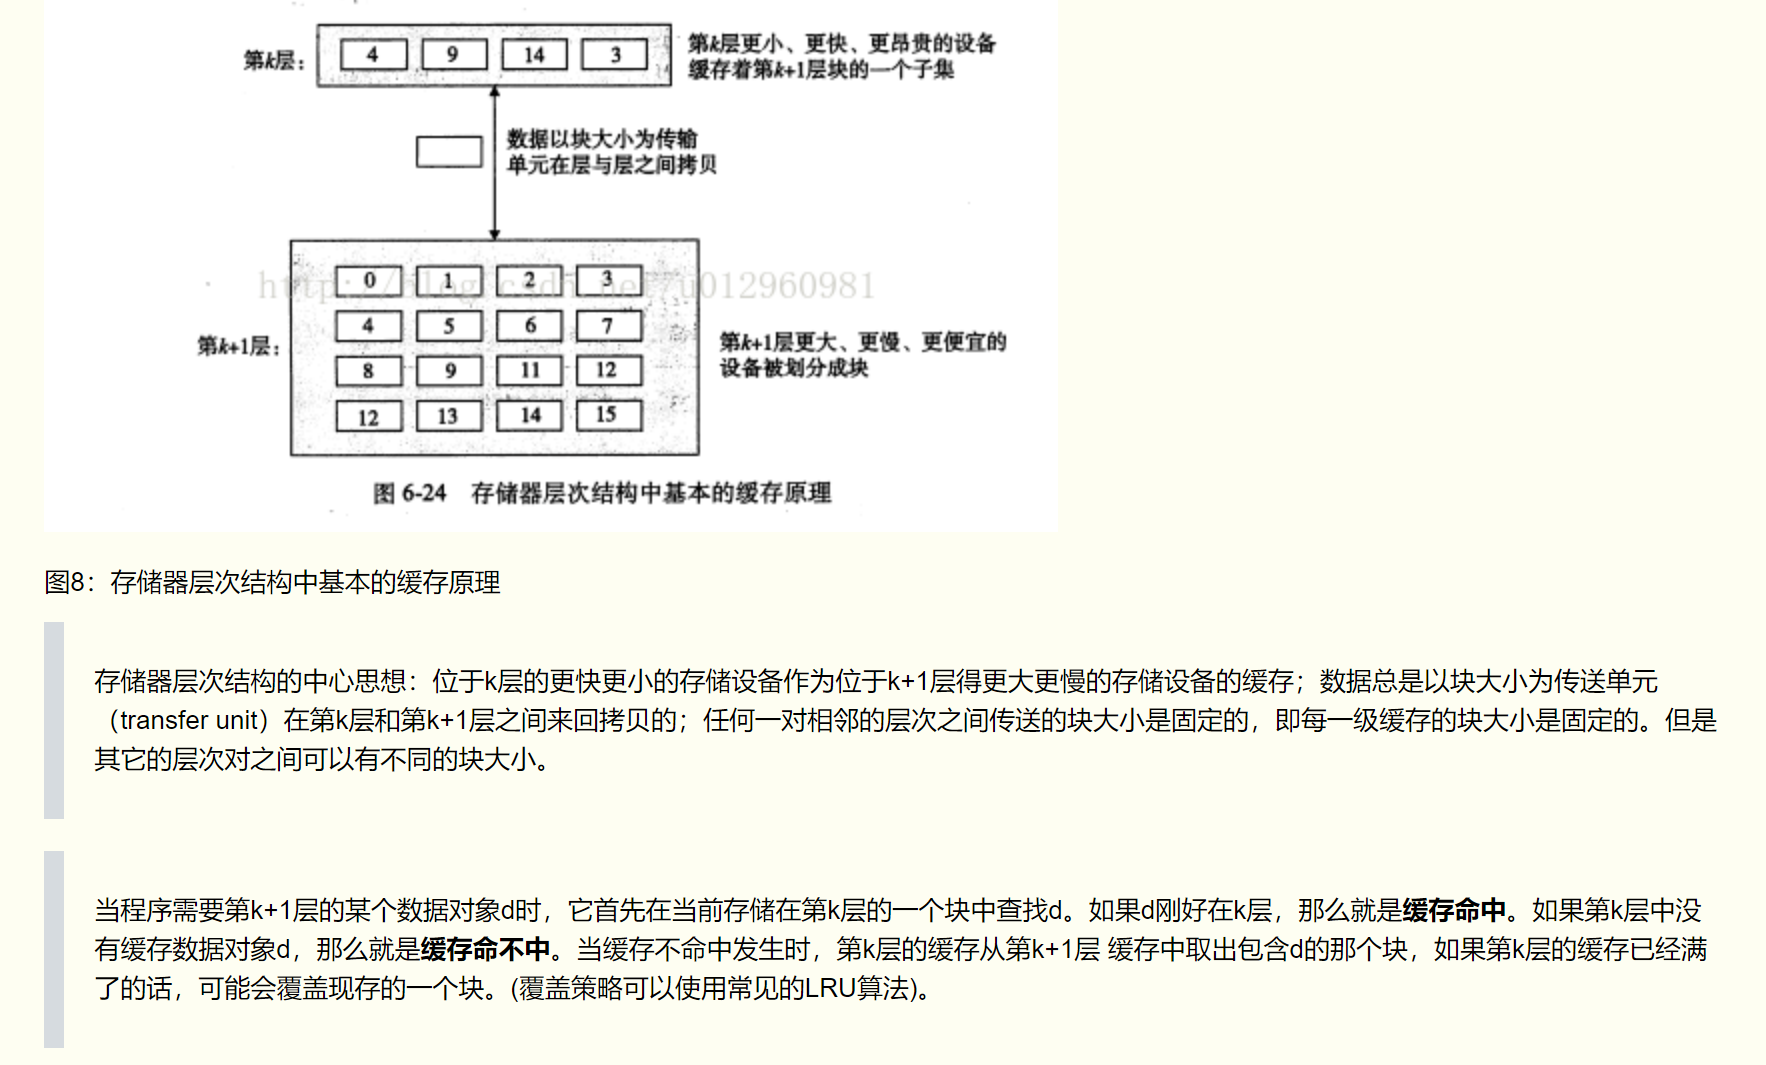 第k层：
4 9 14 3
第k层更小、更快、更昂贵的设备
缓存着第k+1层块的一个子集
数据以块大小为传输
单元在层与层之间拷贝
http://blog.csdn.net/u012960981
0 1 2 3
4 5 6 7
第k+1层：
8 9 11 12
12 13 14 15
第k+1层更大、更慢、更便宜的
设备被划分成块
图 6-24 存储器层次结构中基本的缓存原理
图8：存储器层次结构中基本的缓存原理
存储器层次结构的中心思想：位于k层的更快更小的存储设备作为位于k+1层得更大更慢的存储设备的缓存；数据总是以块大小为传送单元
（transfer unit）在第k层和第k+1层之间来回拷贝的；任何一对相邻的层次之间传送的块大小是固定的，即每一级缓存的块大小是固定的。但是
其它的层次对之间可以有不同的块大小。
当程序需要第k+1层的某个数据对象d时，它首先在当前存储在第k层的一个块中查找d。如果d刚好在k层，那么就是缓存命中。如果第k层中没
有缓存数据对象d，那么就是缓存命不中。当缓存不命中发生时，第k层的缓存从第k+1层 缓存中取出包含d的那个块，如果第k层的缓存已经满
了的话，可能会覆盖现存的一个块。(覆盖策略可以使用常见的LRU算法)。